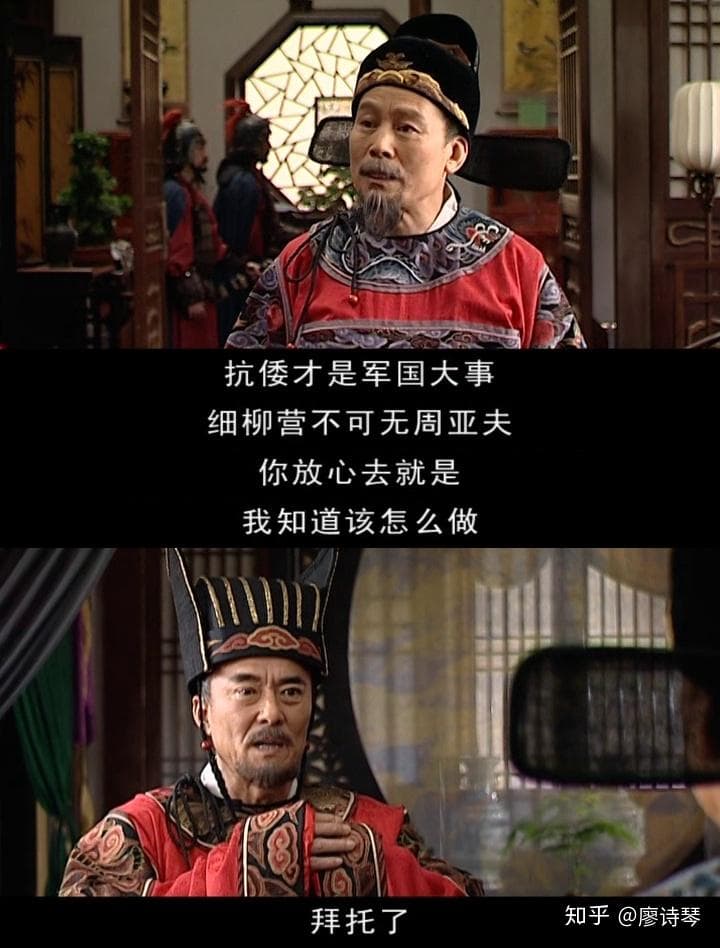 抗倭才是军国大事
细柳营不可无周亚夫
你放心去就是
我知道该怎么做
拜托了
知乎 @廖诗琴